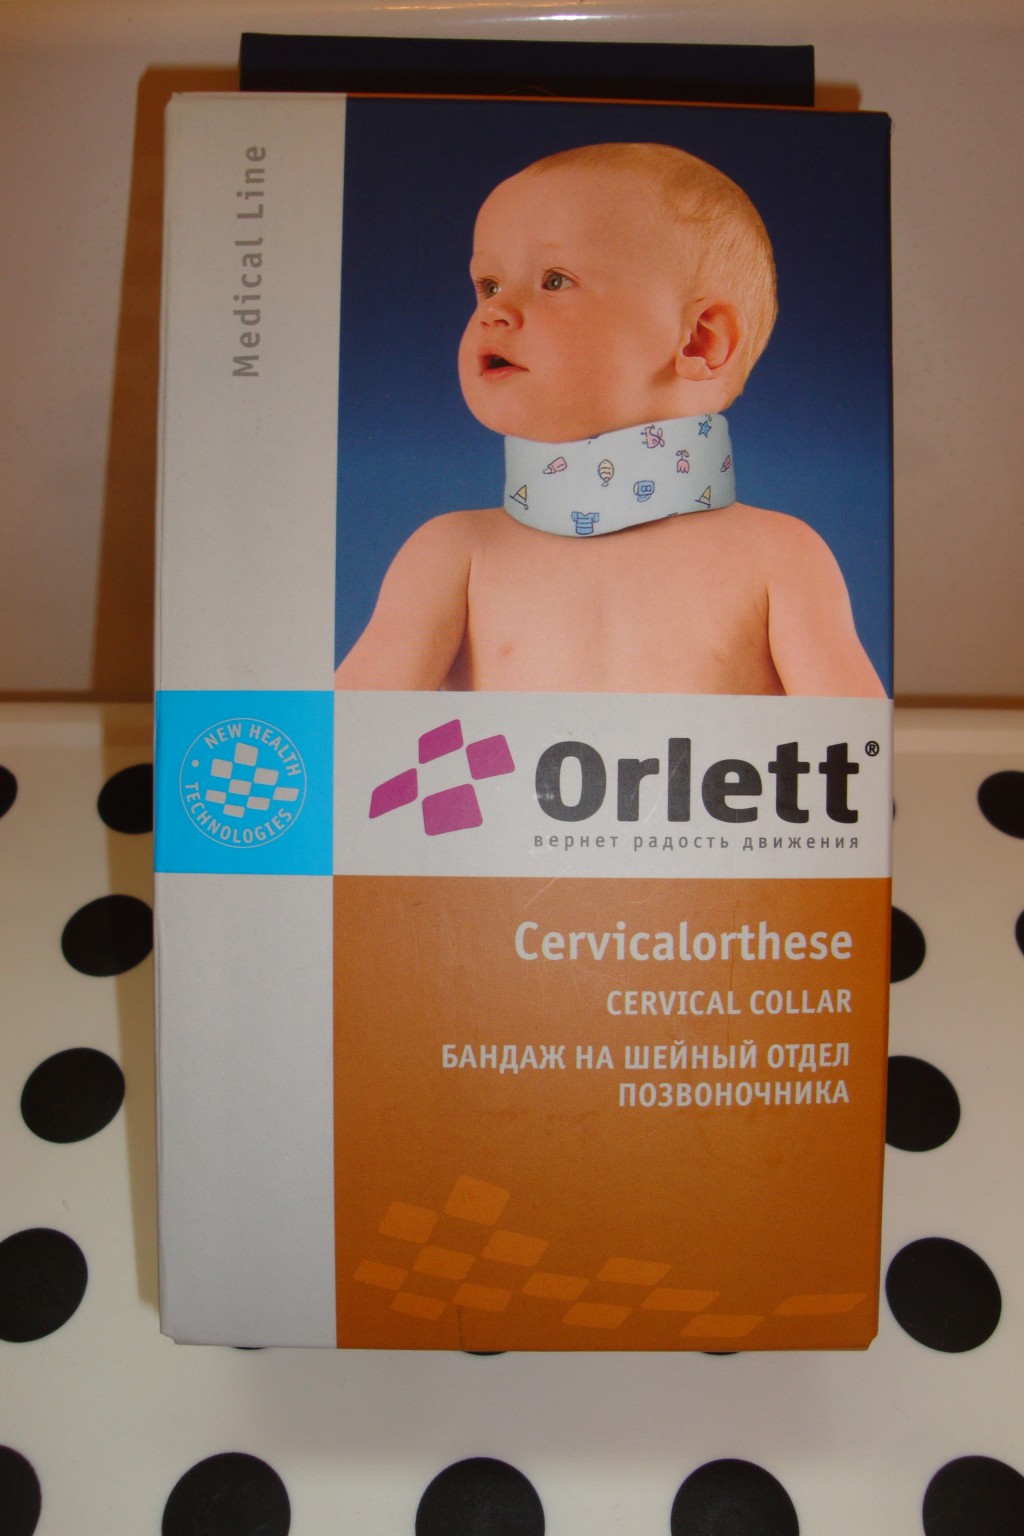 Medical Line
NEW HEALTH
TECHNOLOGIES
Orlett®
вернет радость движения
Cervicalorthese
CERVICAL COLLAR
БАНДАЖ НА ШЕЙНЫЙ ОТДЕЛ
ПОЗВОНОЧНИКА